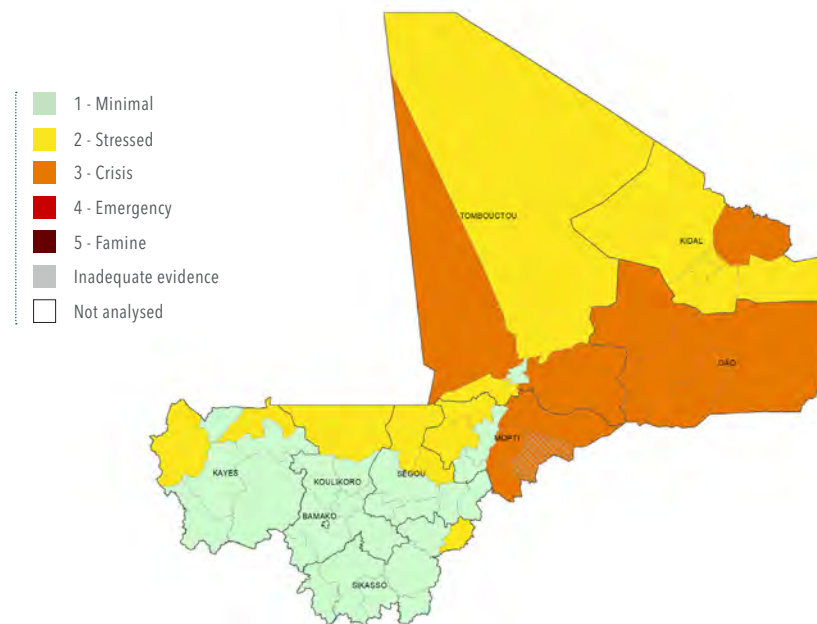 1 - Minimal
2 - Stressed
3 - Crisis
4 - Emergency
5 - Famine
Inadequate evidence
Not analysed
TOMBOUCTOU
KIDAL
GAO
MOPTI
KAYES
KOULIKORO
SÉGOU
BAMAKO
SIKASSO